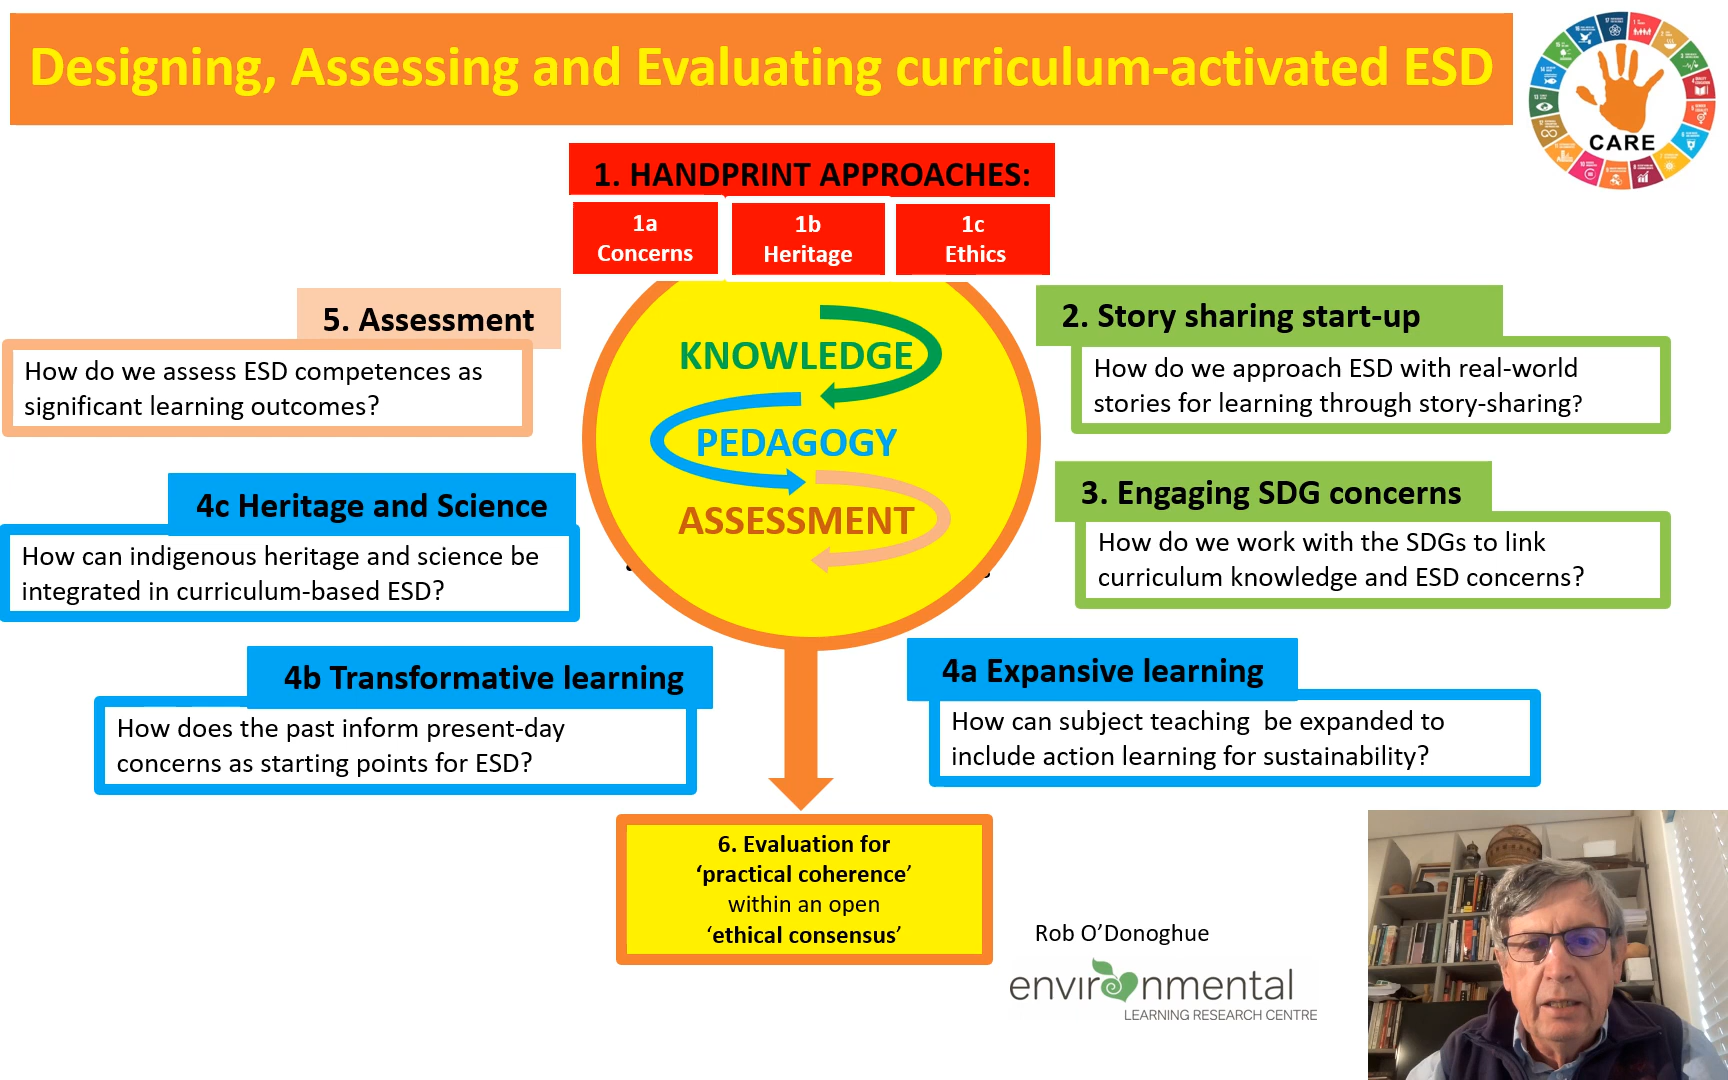 Designing, Assessing and Evaluating curriculum-activated ESD
CARE
1. HANDPRINT APPROACHES:
1a
Concerns
1b
Heritage
1c
Ethics
KNOWLEDGE
PEDAGOGY
ASSESSMENT
2. Story sharing start-up
How do we approach ESD with real-world
stories for learning through story-sharing?
3. Engaging SDG concerns
How do we work with the SDGs to link
curriculum knowledge and ESD concerns?
4a Expansive learning
How can subject teaching  be expanded to
include action learning for sustainability?
4b Transformative learning
How does the past inform present-day
concerns as starting points for ESD?
4c Heritage and Science
How can indigenous heritage and science be
integrated in curriculum-based ESD?
5. Assessment
How do we assess ESD competences as
significant learning outcomes?
6. Evaluation for
‘practical coherence’
within an open
‘ethical consensus’
Rob O’Donoghue
environmental
LEARNING RESEARCH CENTRE